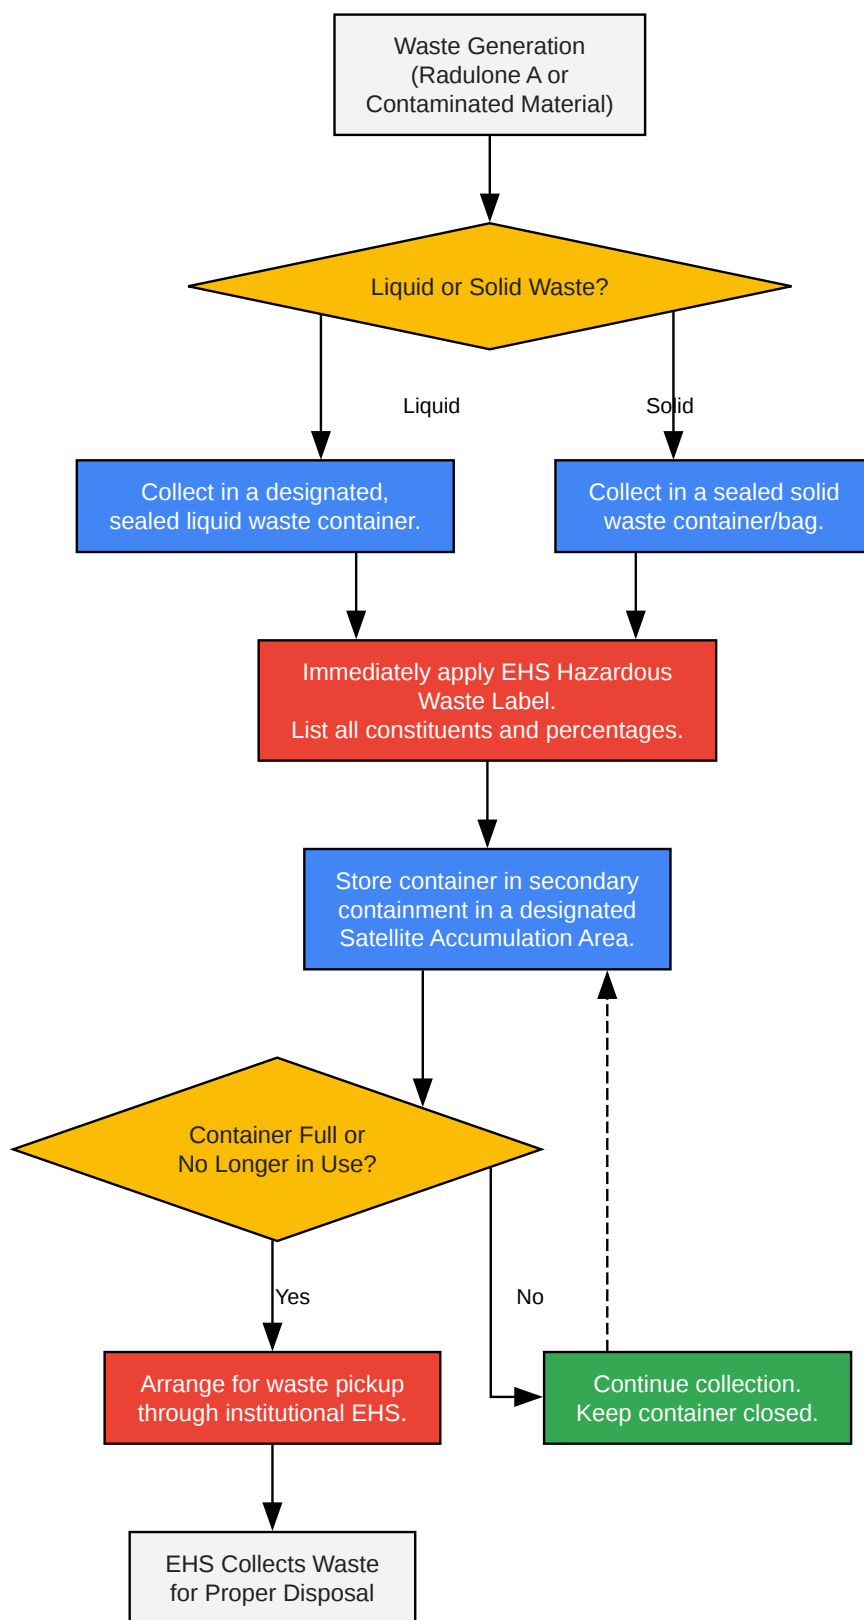 Waste Generation
(Radulone A or
Contaminated Material)
Liquid or Solid Waste?
Liquid
Solid
Collect in a designated,
sealed liquid waste container.
Collect in a sealed solid
waste container/bag.
Immediately apply EHS Hazardous
Waste Label.
List all constituents and percentages.
Store container in secondary
containment in a designated
Satellite Accumulation Area.
Container Full or
No Longer in Use?
Yes
No
Arrange for waste pickup
through institutional EHS.
Continue collection.
Keep container closed.
EHS Collects Waste
for Proper Disposal